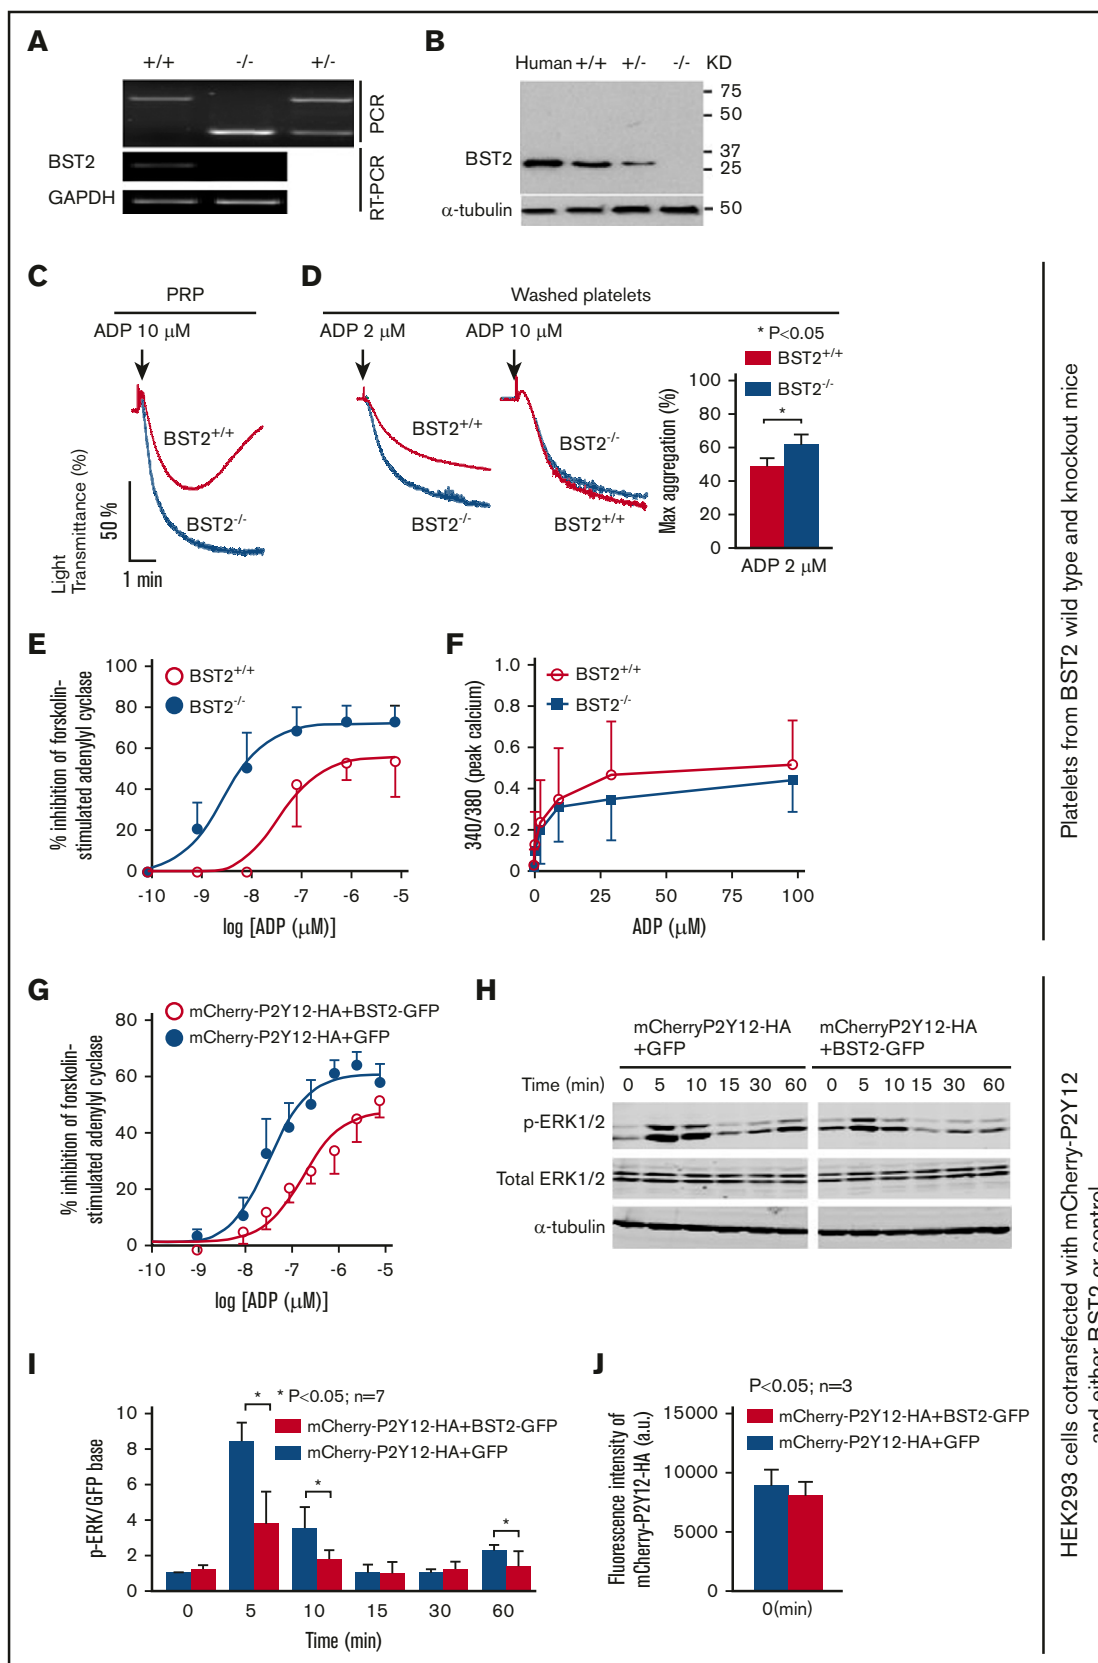 A
+/+ -/- +/-
PCR
BST2
GAPDH
RT-PCR
B
Human +/+ +/- -/- KD
75
50
37
25
BST2
α-tubulin
50
C
PRP
ADP 10 μM
BST2+/+
BST2-/-
Light
Transmittance (%)
50 %
1 min
D
Washed platelets
ADP 2 μM
ADP 10 μM
BST2+/+
BST2-/-
BST2-/-
BST2+/+
* P<0.05
BST2+/+
BST2-/-
Max aggregation (%)
100
80
60
40
20
0
*
ADP 2 μM
Platelets from BST2 wild type and knockout mice
E
% inhibition of forskolin-
stimulated adenylyl cyclase
100
80
60
40
20
0
BST2+/+
BST2-/-
-10 -9 -8 -7 -6 -5
log [ADP (μM)]
F
340/380 (peak calcium)
1.0
0.8
0.6
0.4
0.2
0
BST2+/+
BST2-/-
0 25 50 75 100
ADP (μM)
G
% inhibition of forskolin-
stimulated adenylyl cyclase
80
60
40
20
0
mCherry-P2Y12-HA+BST2-GFP
mCherry-P2Y12-HA+GFP
-10 -9 -8 -7 -6 -5
log [ADP (μM)]
H
mCherryP2Y12-HA
+GFP
mCherryP2Y12-HA
+BST2-GFP
Time (min) 0 5 10 15 30 60 0 5 10 15 30 60
p-ERK1/2
Total ERK1/2
α-tubulin
HEK293 cells cotransfected with mCherry-P2Y12
and either BST2 or control
I
* P<0.05; n=7
mCherry-P2Y12-HA+BST2-GFP
mCherry-P2Y12-HA+GFP
p-ERK/GFP base
10
8
6
4
2
0
*
*
*
0 5 10 15 30 60
Time (min)
J
P<0.05; n=3
mCherry-P2Y12-HA+BST2-GFP
mCherry-P2Y12-HA+GFP
Fluorescence intensity of
mCherry-P2Y12-HA (a.u.)
15000
10000
5000
0
0(min)